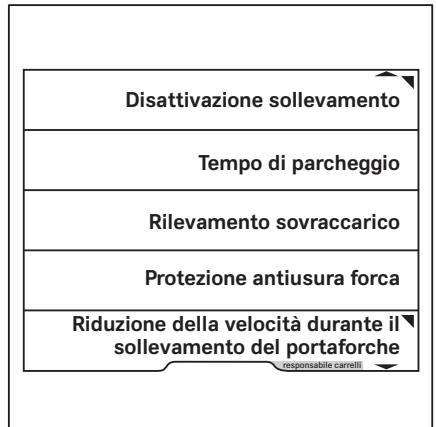 Disattivazione sollevamento
Tempo di parcheggio
Rilevamento sovraccarico
Protezione antiusura forca
Riduzione della velocità durante il
sollevamento del portaforche
responsabile carrelli